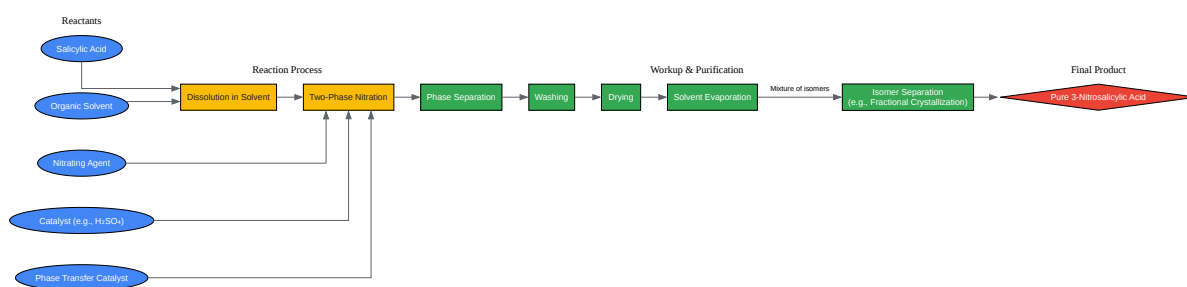 Reactants
Salicylic Acid
Organic Solvent
Nitrating Agent
Catalyst (e.g., H₂SO₄)
Phase Transfer Catalyst
Reaction Process
Dissolution in Solvent
Two-Phase Nitration
Workup & Purification
Phase Separation
Washing
Drying
Solvent Evaporation
Mixture of isomers
Isomer Separation
(e.g., Fractional Crystallization)
Final Product
Pure 3-Nitrosalicylic Acid